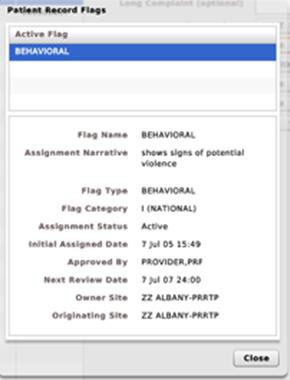 Long Complaint (optional)
Patient Record Flags
Active Flag
BEHAVIORAL
Flag Name BEHAVIORAL
Assignment Narrative shows signs of potential
violence
Flag Type BEHAVIORAL
Flag Category I (NATIONAL)
Assignment Status Active
Initial Assigned Date 7 Jul 05 15:49
Approved By PROVIDER,PRF
Next Review Date 7 Jul 07 24:00
Owner Site ZZ ALBANY-PRRTP
Originating Site ZZ ALBANY-PRRTP
Close